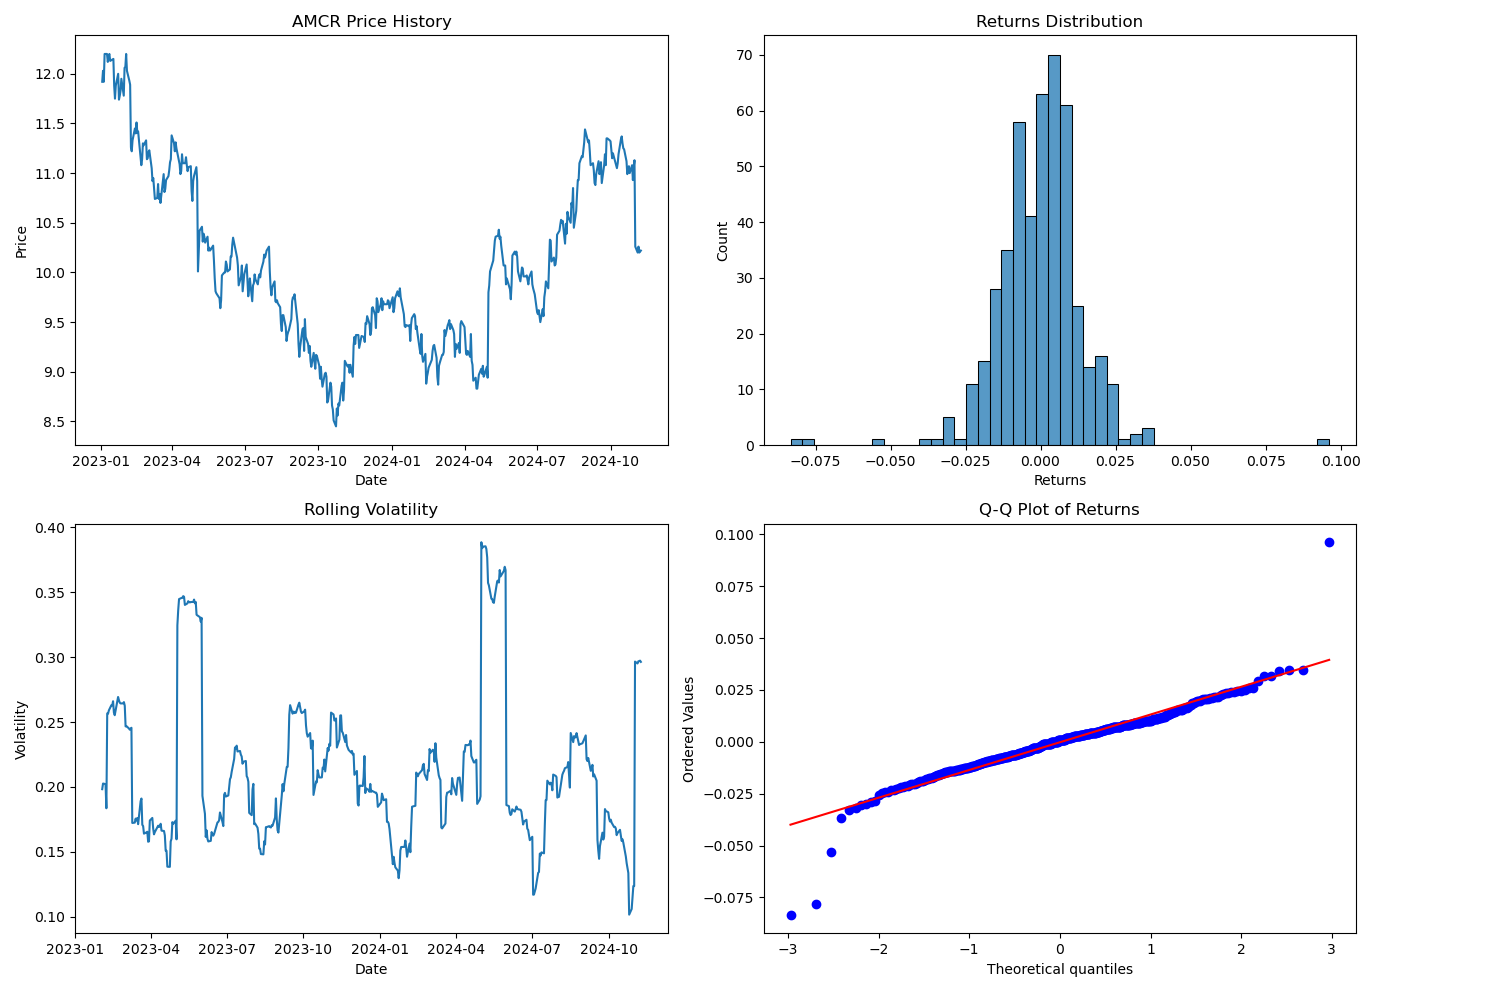 AMCR Price History
Price
12.0
11.5
11.0
10.5
10.0
9.5
9.0
8.5
2023-01 2023-04 2023-07 2023-10 2024-01 2024-04 2024-07 2024-10
Date
Returns Distribution
Count
70
60
50
40
30
20
10
0
−0.075 −0.050 −0.025 0.000 0.025 0.050 0.075 0.100
Returns
Rolling Volatility
Volatility
0.40
0.35
0.30
0.25
0.20
0.15
0.10
2023-01 2023-04 2023-07 2023-10 2024-01 2024-04 2024-07 2024-10
Date
Q-Q Plot of Returns
Ordered Values
0.100
0.075
0.050
0.025
0.000
−0.025
−0.050
−0.075
−3 −2 −1 0 1 2 3
Theoretical quantiles